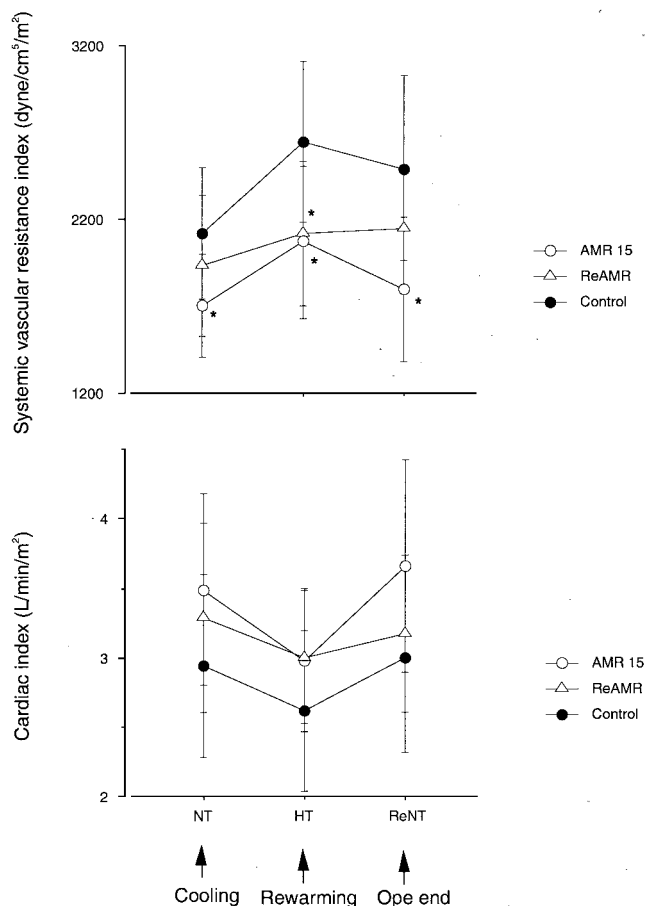 Systemic vascular resistance index (dyne/cm⁵/m²)
3200
2200
1200
*
*
*
*
AMR 15
ReAMR
Control
Cardiac index (L/min/m²)
4
3
2
AMR 15
ReAMR
Control
NT
HT
ReNT
Cooling
Rewarming
Ope end